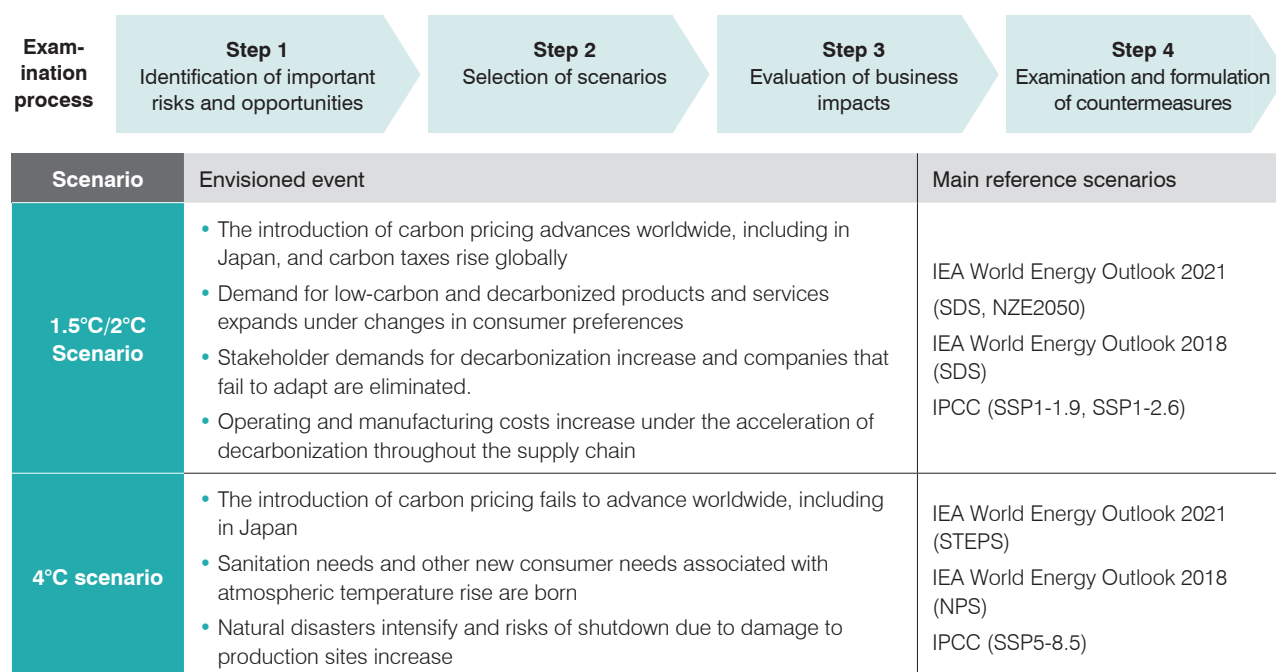 Exam-
ination
process
Step 1
Identification of important
risks and opportunities
Step 2
Selection of scenarios
Step 3
Evaluation of business
impacts
Step 4
Examination and formulation
of countermeasures
Scenario
Envisioned event
Main reference scenarios
1.5°C/2°C
Scenario
• The introduction of carbon pricing advances worldwide, including in
Japan, and carbon taxes rise globally
• Demand for low-carbon and decarbonized products and services
expands under changes in consumer preferences
• Stakeholder demands for decarbonization increase and companies that
fail to adapt are eliminated.
• Operating and manufacturing costs increase under the acceleration of
decarbonization throughout the supply chain
IEA World Energy Outlook 2021
(SDS, NZE2050)
IEA World Energy Outlook 2018
(SDS)
IPCC (SSP1-1.9, SSP1-2.6)
4°C scenario
• The introduction of carbon pricing fails to advance worldwide, including
in Japan
• Sanitation needs and other new consumer needs associated with
atmospheric temperature rise are born
• Natural disasters intensify and risks of shutdown due to damage to
production sites increase
IEA World Energy Outlook 2021
(STEPS)
IEA World Energy Outlook 2018
(NPS)
IPCC (SSP5-8.5)